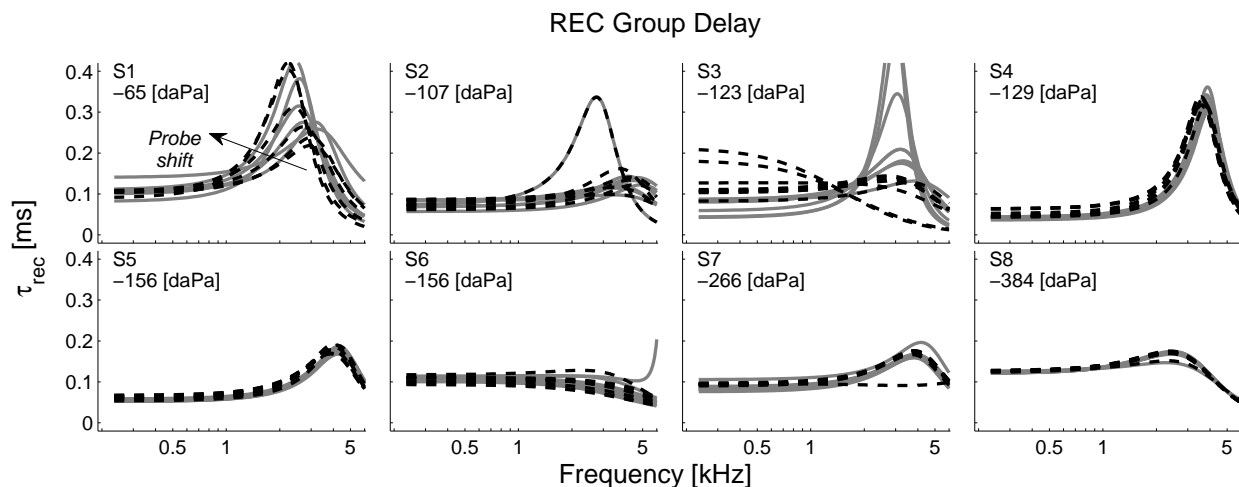 REC Group Delay
S1
−65 [daPa]
Probe
shift
S2
−107 [daPa]
S3
−123 [daPa]
S4
−129 [daPa]
0.4
0.3
0.2
0.1
0
τrec [ms]
S5
−156 [daPa]
S6
−156 [daPa]
S7
−266 [daPa]
S8
−384 [daPa]
0.4
0.3
0.2
0.1
0
0.5 1 5
0.5 1 5
0.5 1 5
0.5 1 5
Frequency [kHz]